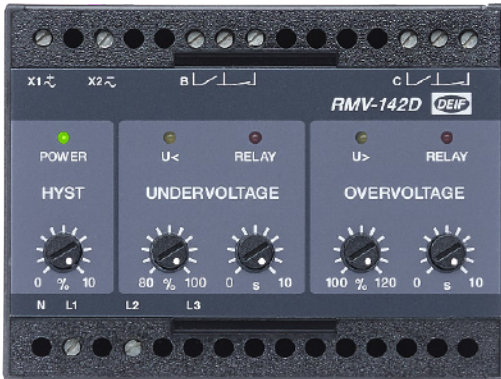 X1 X2 B C
RMV-142D DEIF
POWER U< RELAY U> RELAY
HYST UNDERVOLTAGE OVERVOLTAGE
0 % 10 80 % 100 0 s 10 100 % 120 0 s 10
N L1 L2 L3